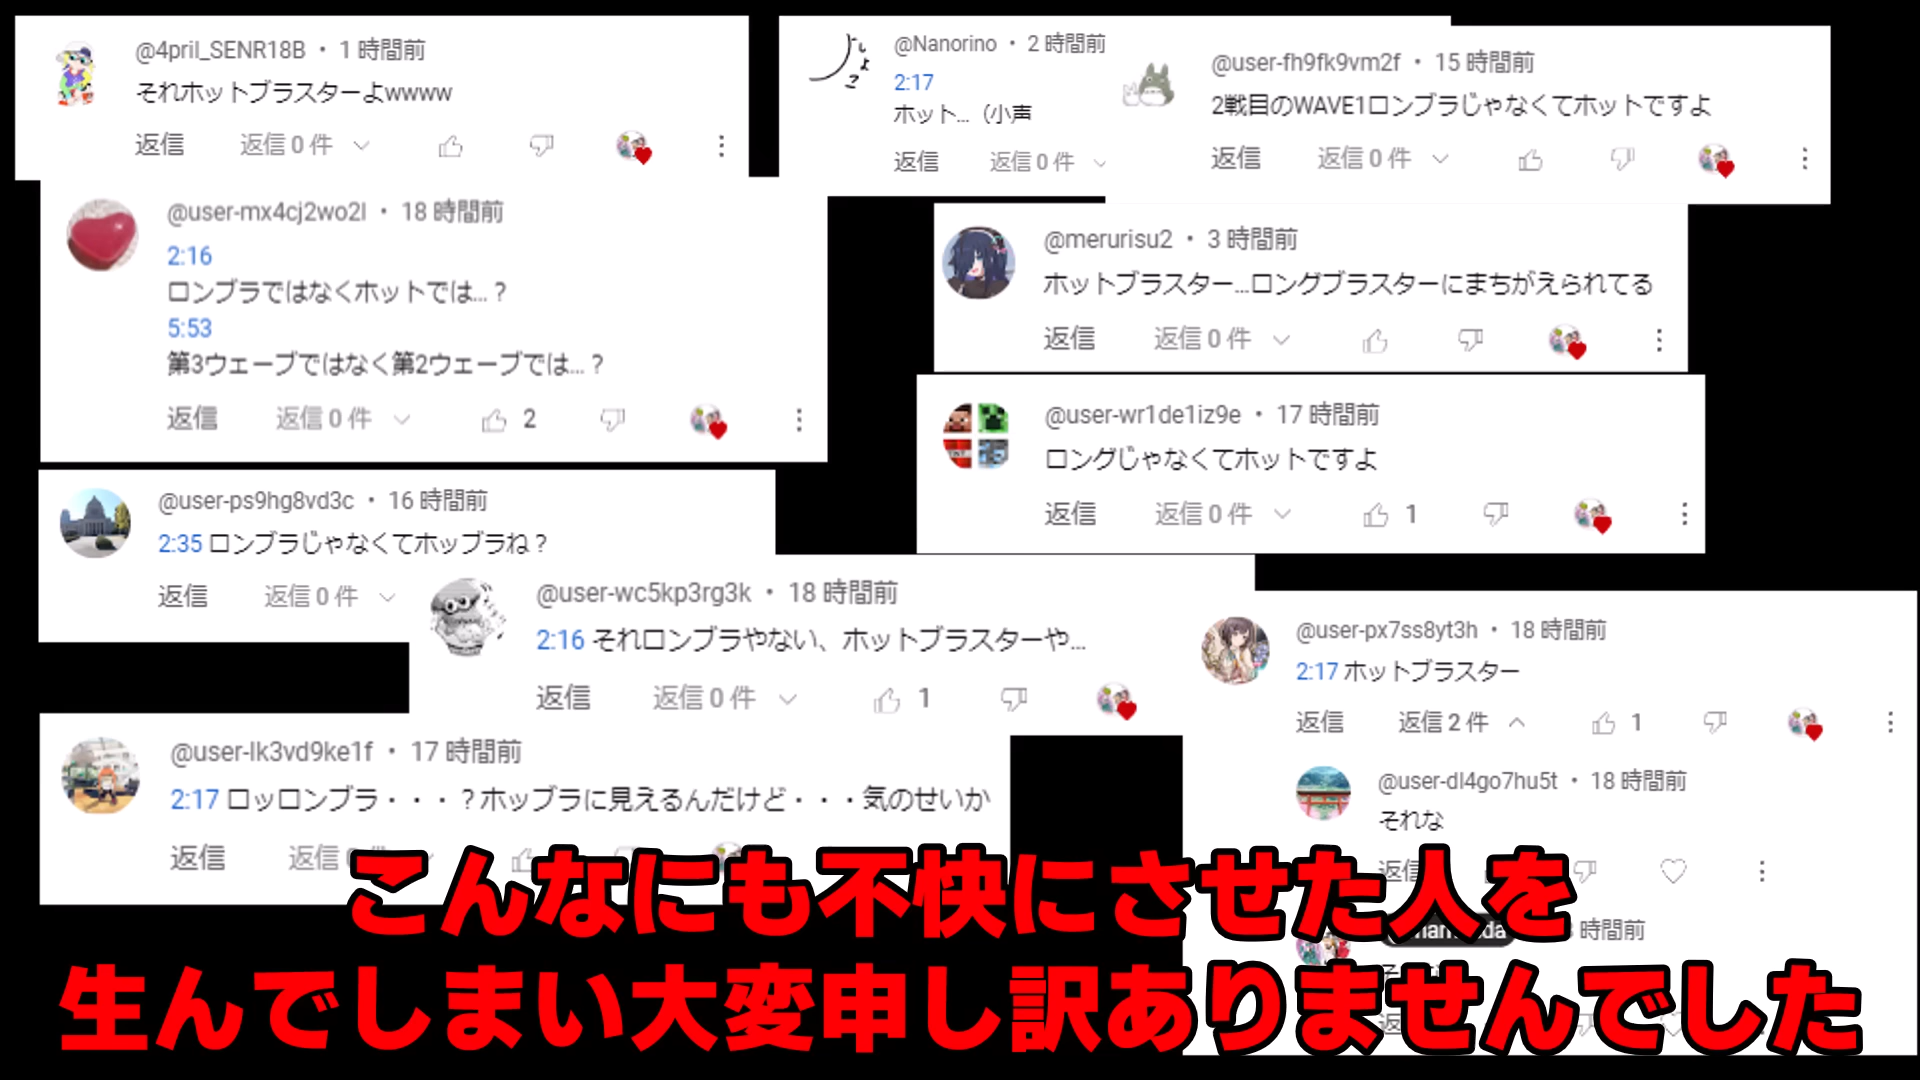 @4pril_SENR18B・1 時間前
それホットブラスターよwwww
返信 返信 0 件
@Nanorino・2 時間前
2:17
ホット...（小声
返信 返信 0 件
@user-fh9fk9vm2f・15 時間前
2戦目のWAVE1ロンブラじゃなくてホットですよ
返信 返信 0 件
@user-mx4cj2wo2l・18 時間前
2:16
ロンブラではなくホットでは...？
5:53
第3ウェーブではなく第2ウェーブでは...？
返信 返信 0 件 2
@merurisu2・3 時間前
ホットブラスター...ロングブラスターにまちがえられてる
返信 返信 0 件
@user-wr1de1iz9e・17 時間前
ロングじゃなくてホットですよ
返信 返信 0 件 1
@user-ps9hg8vd3c・16 時間前
2:35 ロンブラじゃなくてホッブラね？
返信 返信 0 件
@user-wc5kp3rg3k・18 時間前
2:16 それロンブラやない、ホットブラスターや...
返信 返信 0 件 1
@user-px7ss8yt3h・18 時間前
2:17 ホットブラスター
返信 返信 2 件 1
@user-dl4go7hu5t・18 時間前
それな
返信
時間前
@user-lk3vd9ke1f・17 時間前
2:17 ロッロンブラ・・・？ホッブラに見えるんだけど・・・気のせいか
返信 返信
こんなにも不快にさせた人を
生んでしまい大変申し訳ありませんでした